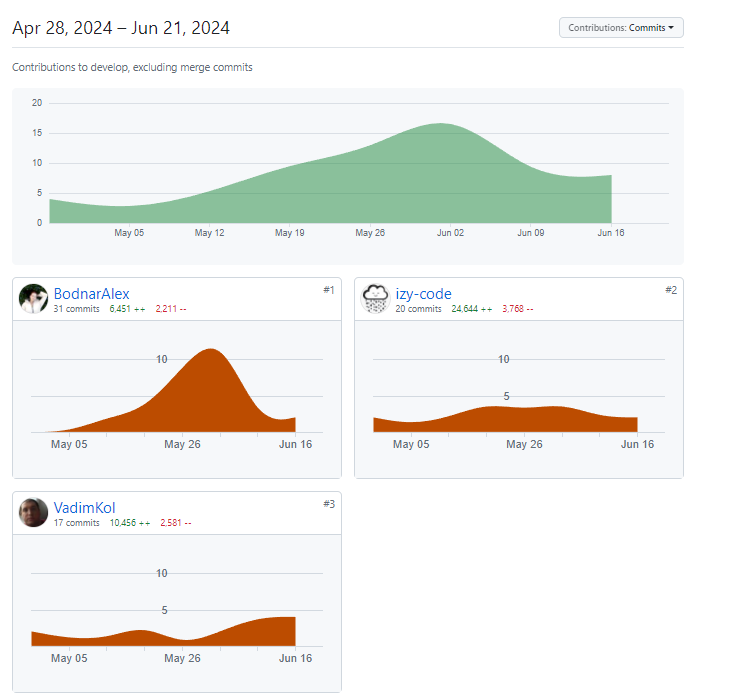 Apr 28, 2024 – Jun 21, 2024
Contributions: Commits
Contributions to develop, excluding merge commits
20
15
10
5
0
May 05 May 12 May 19 May 26 Jun 02 Jun 09 Jun 16
BodnarAlex #1
31 commits 6,451 ++ 2,211 --
10
May 05 May 26 Jun 16
izy-code #2
20 commits 24,644 ++ 3,768 --
10
5
May 05 May 26 Jun 16
VadimKol #3
17 commits 10,456 ++ 2,581 --
10
5
May 05 May 26 Jun 16